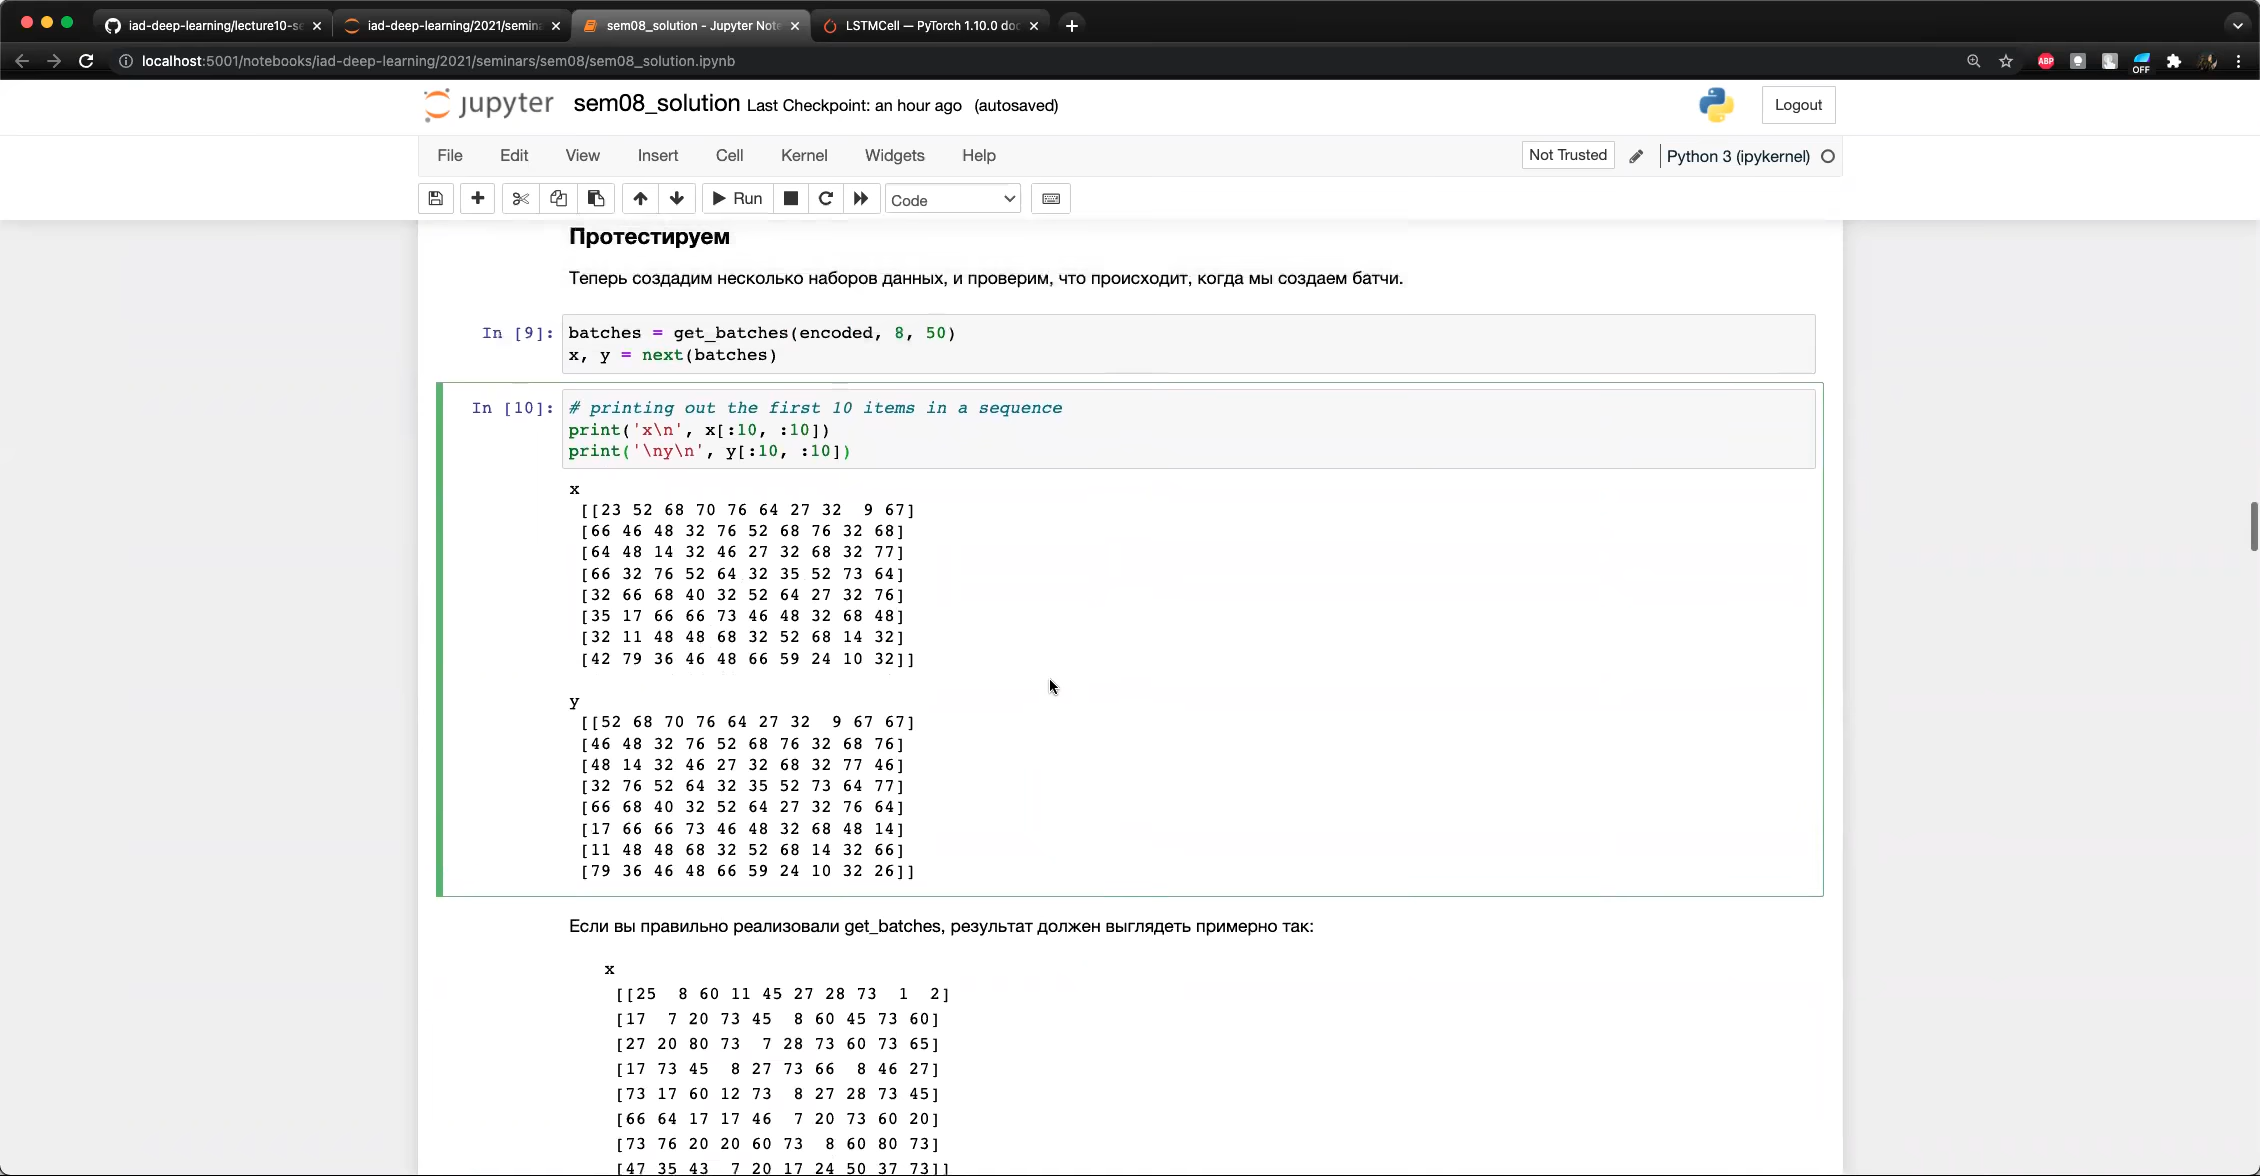 iad-deep-learning/lecture10-se
iad-deep-learning/2021/semina
sem08_solution - Jupyter Note
LSTMCell — PyTorch 1.10.0 doc
localhost:5001/notebooks/iad-deep-learning/2021/seminars/sem08/sem08_solution.ipynb
ABP
OFF
jupyter sem08_solution Last Checkpoint: an hour ago (autosaved)
Logout
File Edit View Insert Cell Kernel Widgets Help
Not Trusted
Python 3 (ipykernel)
Run
Code
Протестируем
Теперь создадим несколько наборов данных, и проверим, что происходит, когда мы создаем батчи.
In [9]: batches = get_batches(encoded, 8, 50)
x, y = next(batches)
In [10]: # printing out the first 10 items in a sequence
print('x\n', x[:10, :10])
print('\ny\n', y[:10, :10])
x
[[23 52 68 70 76 64 27 32  9 67]
[66 46 48 32 76 52 68 76 32 68]
[64 48 14 32 46 27 32 68 32 77]
[66 32 76 52 64 32 35 52 73 64]
[32 66 68 40 32 52 64 27 32 76]
[35 17 66 66 73 46 48 32 68 48]
[32 11 48 48 68 32 52 68 14 32]
[42 79 36 46 48 66 59 24 10 32]]
y
[[52 68 70 76 64 27 32  9 67 67]
[46 48 32 76 52 68 76 32 68 76]
[48 14 32 46 27 32 68 32 77 46]
[32 76 52 64 32 35 52 73 64 77]
[66 68 40 32 52 64 27 32 76 64]
[17 66 66 73 46 48 32 68 48 14]
[11 48 48 68 32 52 68 14 32 66]
[79 36 46 48 66 59 24 10 32 26]]
Если вы правильно реализовали get_batches, результат должен выглядеть примерно так:
x
[[25  8 60 11 45 27 28 73  1  2]
[17  7 20 73 45  8 60 45 73 60]
[27 20 80 73  7 28 73 60 73 65]
[17 73 45  8 27 73 66  8 46 27]
[73 17 60 12 73  8 27 28 73 45]
[66 64 17 17 46  7 20 73 60 20]
[73 76 20 20 60 73  8 60 80 73]
[47 35 43  7 20 17 24 50 37 73]]